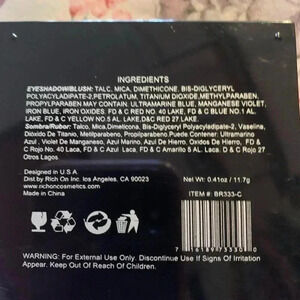 INGREDIENTS
EYESHADOW/BLUSH: TALC, MICA, DIMETHICONE, BIS-DIGLYCERYL
POLYACYLADIPATE-2,PETROLATUM, TITANIUM DIOXIDE,METHYLPARABEN,
PROPYLPARABEN MAY CONTAIN: ULTRAMARINE BLUE, MANGANESE VIOLET,
IRON BLUE, IRON OXIDES, FD & C RED NO. 40 LAKE, FD & C BLUE NO.1 AL.
LAKE, FD & C YELLOW NO.5 AL LAKE, D&C RED 27 LAKE.
Sombra/Rubor: Talco, Mica,Dimeticona, Bis-Diglyceryl Polyacyladipate-2, Vaselina,
Dióxido De Titanio, Metilparabeno, Propilparabeno Puede Contener: Ultramarino
Azul , Violet De Manganeso, Azul Marino, Azul De Hierro, Oxidos De Hierro, FD &
C Rojo No. 40 Laca, FD & C Azul Laca, FD & C Amarillo 5 AL. Laca, D & C Rojo 27
Otros Lagos
Designed in U.S.A
Dist by Rich On Inc. los Angeles, CA 90023
www.richoncosmetics.com
Made in China
Net Wt: 0.41oz / 11.7g
ITEM #: BR333-C
7 16189 73330 0
WARNING: For External Use Only. Discontinue Use If Signs Of Irritation
Appear. Keep Out Of Reach Of Children.